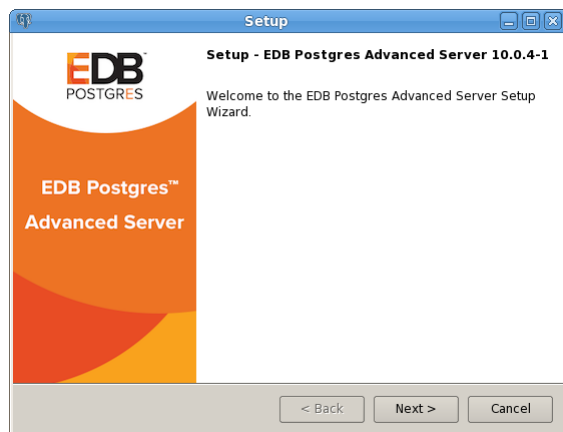 Setup
EDB
POSTGRES
Setup - EDB Postgres Advanced Server 10.0.4-1
Welcome to the EDB Postgres Advanced Server Setup
Wizard.
EDB Postgres™
Advanced Server
< Back
Next >
Cancel